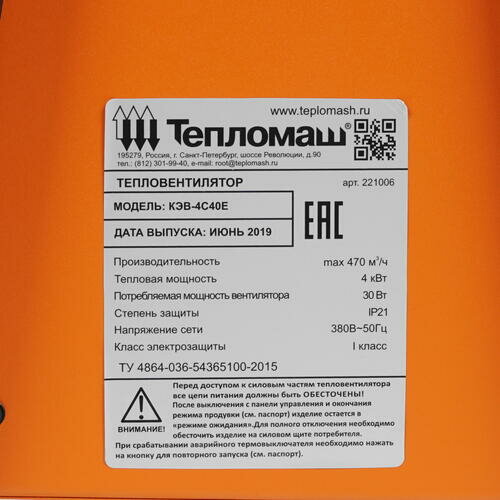 www.teplomash.ru
Тепломаш®
195279, Россия, г. Санкт-Петербург, шоссе Революции, д.90
тел.: (812) 301-99-40, e-mail: root@teplomash.ru
ТЕПЛОВЕНТИЛЯТОР
арт. 221006
МОДЕЛЬ: КЭВ-4С40Е
ДАТА ВЫПУСКА: ИЮНЬ 2019
EAC
Производительность max 470 м³/ч
Тепловая мощность 4 кВт
Потребляемая мощность вентилятора 30 Вт
Степень защиты IP21
Напряжение сети 380В~50Гц
Класс электрозащиты I класс
ТУ 4864-036-54365100-2015
ВНИМАНИЕ!
Перед доступом к силовым частям тепловентилятора
все цепи питания должны быть ОБЕСТОЧЕНЫ!
После выключения с панели управления и окончания
режима продувки (см. паспорт) изделие остается в
«режиме ожидания». Для полного отключения необходимо
обесточить изделие на силовом щите потребителя.
При срабатывании аварийного термовыключателя необходимо нажать
на кнопку для повторного запуска (см. паспорт).